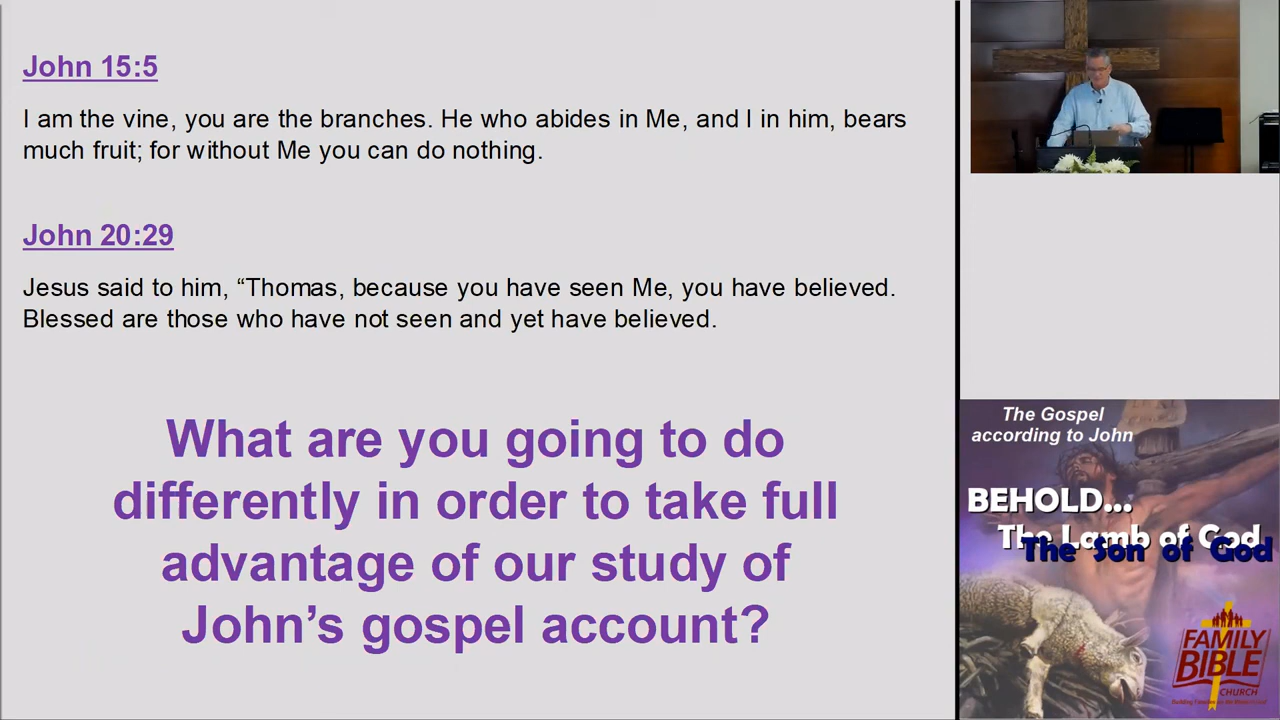 John 15:5
I am the vine, you are the branches. He who abides in Me, and I in him, bears
much fruit; for without Me you can do nothing.
John 20:29
Jesus said to him, “Thomas, because you have seen Me, you have believed.
Blessed are those who have not seen and yet have believed.
What are you going to do
differently in order to take full
advantage of our study of
John’s gospel account?
The Gospel
according to John
BEHOLD...
The Lamb of God
The Son of God
FAMILY
BIBLE
CHURCH